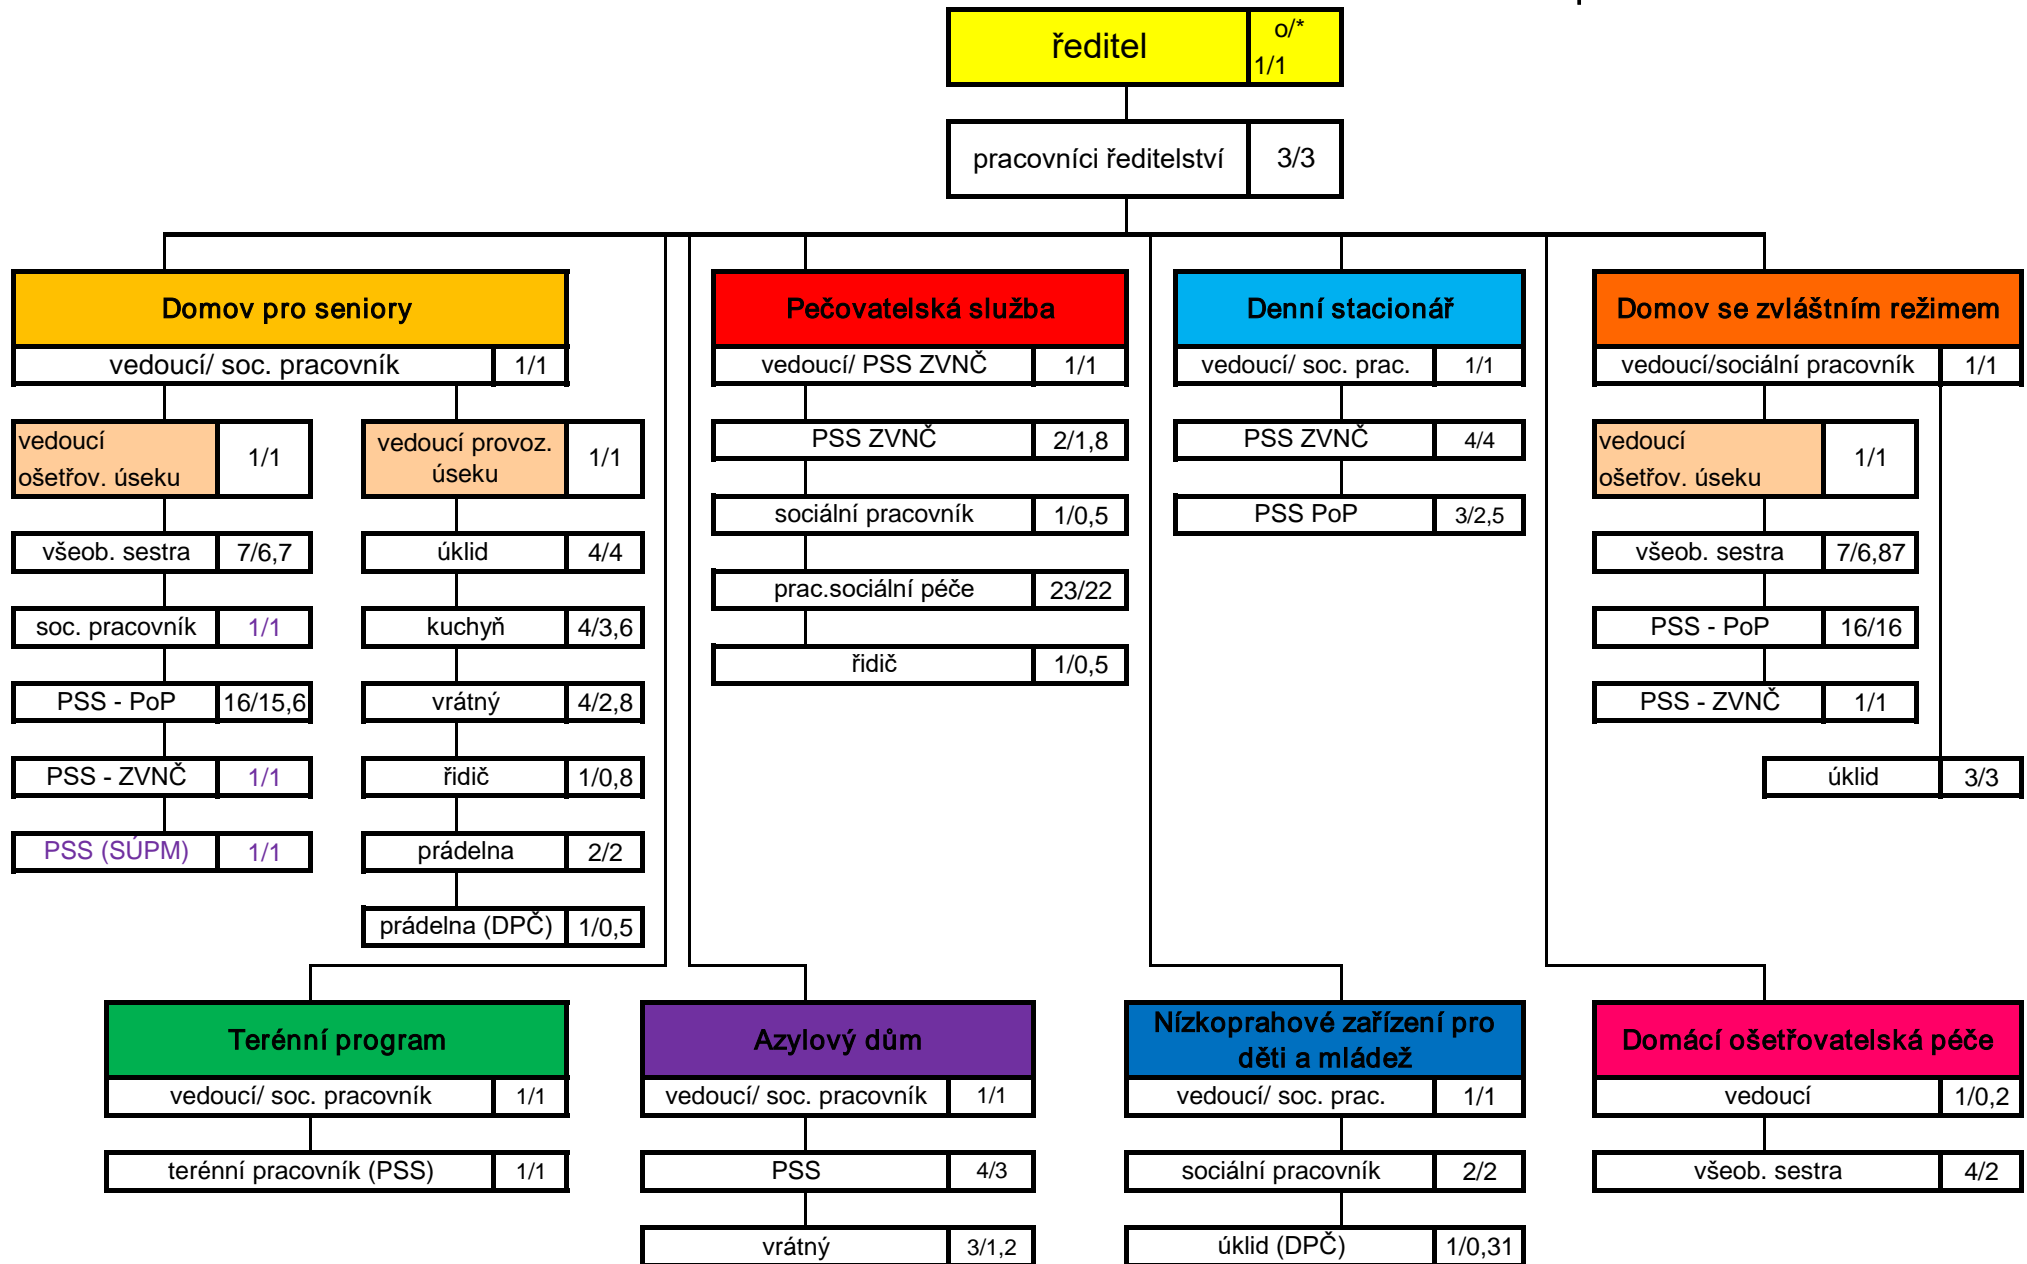 ředitel o/*
1/1
pracovníci ředitelství 3/3
Domov pro seniory
vedoucí/ soc. pracovník 1/1
vedoucí
ošetřov. úseku 1/1
všeob. sestra 7/6,7
soc. pracovník 1/1
PSS - PoP 16/15,6
PSS - ZVNČ 1/1
PSS (SÚPM) 1/1
vedoucí provoz.
úseku 1/1
úklid 4/4
kuchyň 4/3,6
vrátný 4/2,8
řidič 1/0,8
prádelna 2/2
prádelna (DPČ) 1/0,5
Pečovatelská služba
vedoucí/ PSS ZVNČ 1/1
PSS ZVNČ 2/1,8
sociální pracovník 1/0,5
prac.sociální péče 23/22
řidič 1/0,5
Denní stacionář
vedoucí/ soc. prac. 1/1
PSS ZVNČ 4/4
PSS PoP 3/2,5
Domov se zvláštním režimem
vedoucí/sociální pracovník 1/1
vedoucí
ošetřov. úseku 1/1
všeob. sestra 7/6,87
PSS - PoP 16/16
PSS - ZVNČ 1/1
úklid 3/3
Terénní program
vedoucí/ soc. pracovník 1/1
terénní pracovník (PSS) 1/1
Azylový dům
vedoucí/ soc. pracovník 1/1
PSS 4/3
vrátný 3/1,2
Nízkoprahové zařízení pro
děti a mládež
vedoucí/ soc. prac. 1/1
sociální pracovník 2/2
úklid (DPČ) 1/0,31
Domácí ošetřovatelská péče
vedoucí 1/0,2
všeob. sestra 4/2